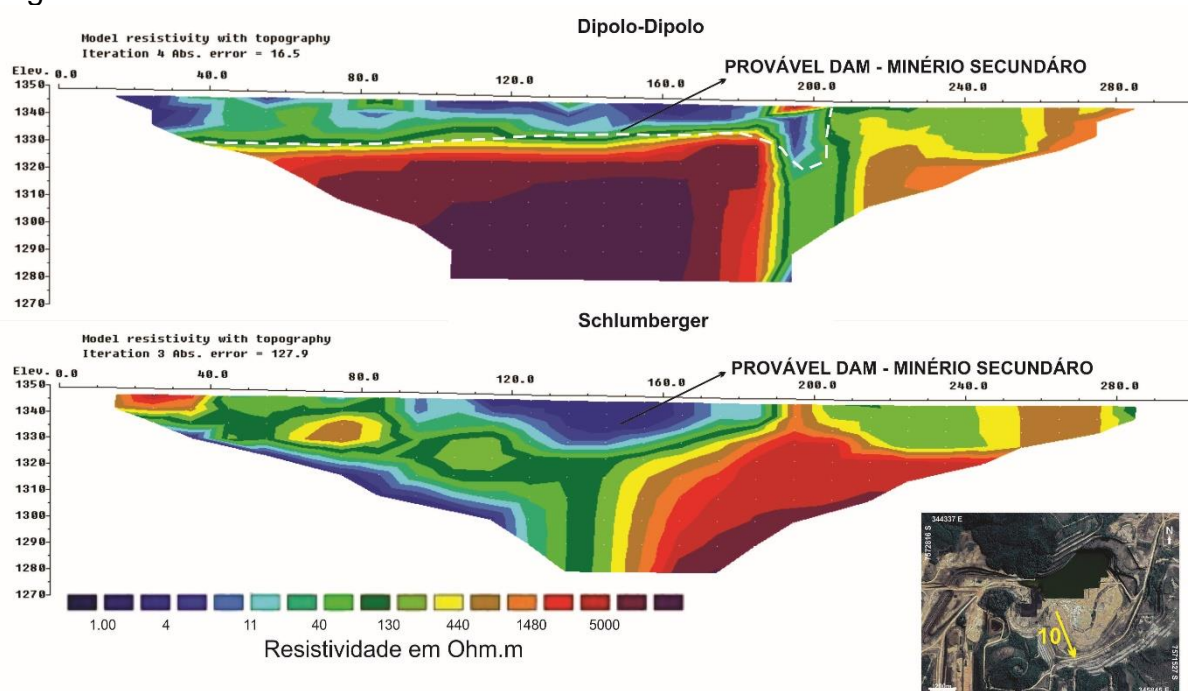 Dipolo-Dipolo
Model resistivity with topography
Iteration 4 Abs. error = 16.5
PROVÁVEL DAM - MINÉRIO SECUNDÁRO
Elev. 0.0 40.0 80.0 120.0 160.0 200.0 240.0 280.0
1350
1340
1330
1320
1310
1300
1290
1280
1270
Schlumberger
Model resistivity with topography
Iteration 3 Abs. error = 127.9
PROVÁVEL DAM - MINÉRIO SECUNDÁRO
Elev. 0.0 40.0 80.0 120.0 160.0 200.0 240.0 280.0
1350
1340
1330
1320
1310
1300
1290
1280
1270
1.00 4 11 40 130 440 1480 5000
Resistividade em Ohm.m
344337 E
7572816 S
N
10
7571527 S